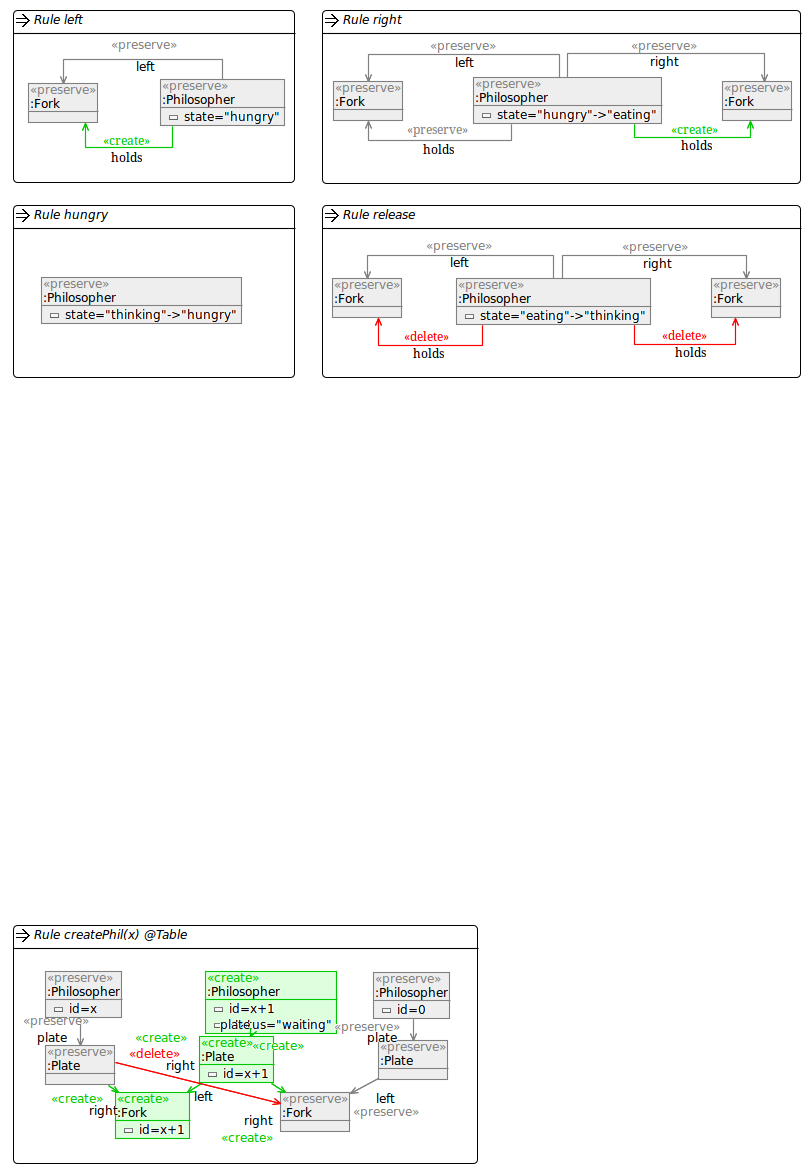 Rule left
«preserve»
left
«preserve»
:Fork
«preserve»
:Philosopher
state="hungry"
«create»
holds
Rule right
«preserve»
left
«preserve»
right
«preserve»
:Fork
«preserve»
:Philosopher
state="hungry"->"eating"
«preserve»
:Fork
«preserve»
holds
«create»
holds
Rule hungry
«preserve»
:Philosopher
state="thinking"->"hungry"
Rule release
«preserve»
left
«preserve»
right
«preserve»
:Fork
«preserve»
:Philosopher
state="eating"->"thinking"
«preserve»
:Fork
«delete»
holds
«delete»
holds
Rule createPhil(x) @Table
«preserve»
:Philosopher
id=x
«create»
:Philosopher
id=x+1
plate
us="waiting"
«preserve»
:Philosopher
id=0
«preserve»
plate
«preserve»
plate
«preserve»
:Plate
«create»
«delete»
right
«create»
«create»
:Plate
id=x+1
«preserve»
:Plate
«create»
right
«create»
:Fork
id=x+1
left
«preserve»
:Fork
right
«create»
left
«preserve»